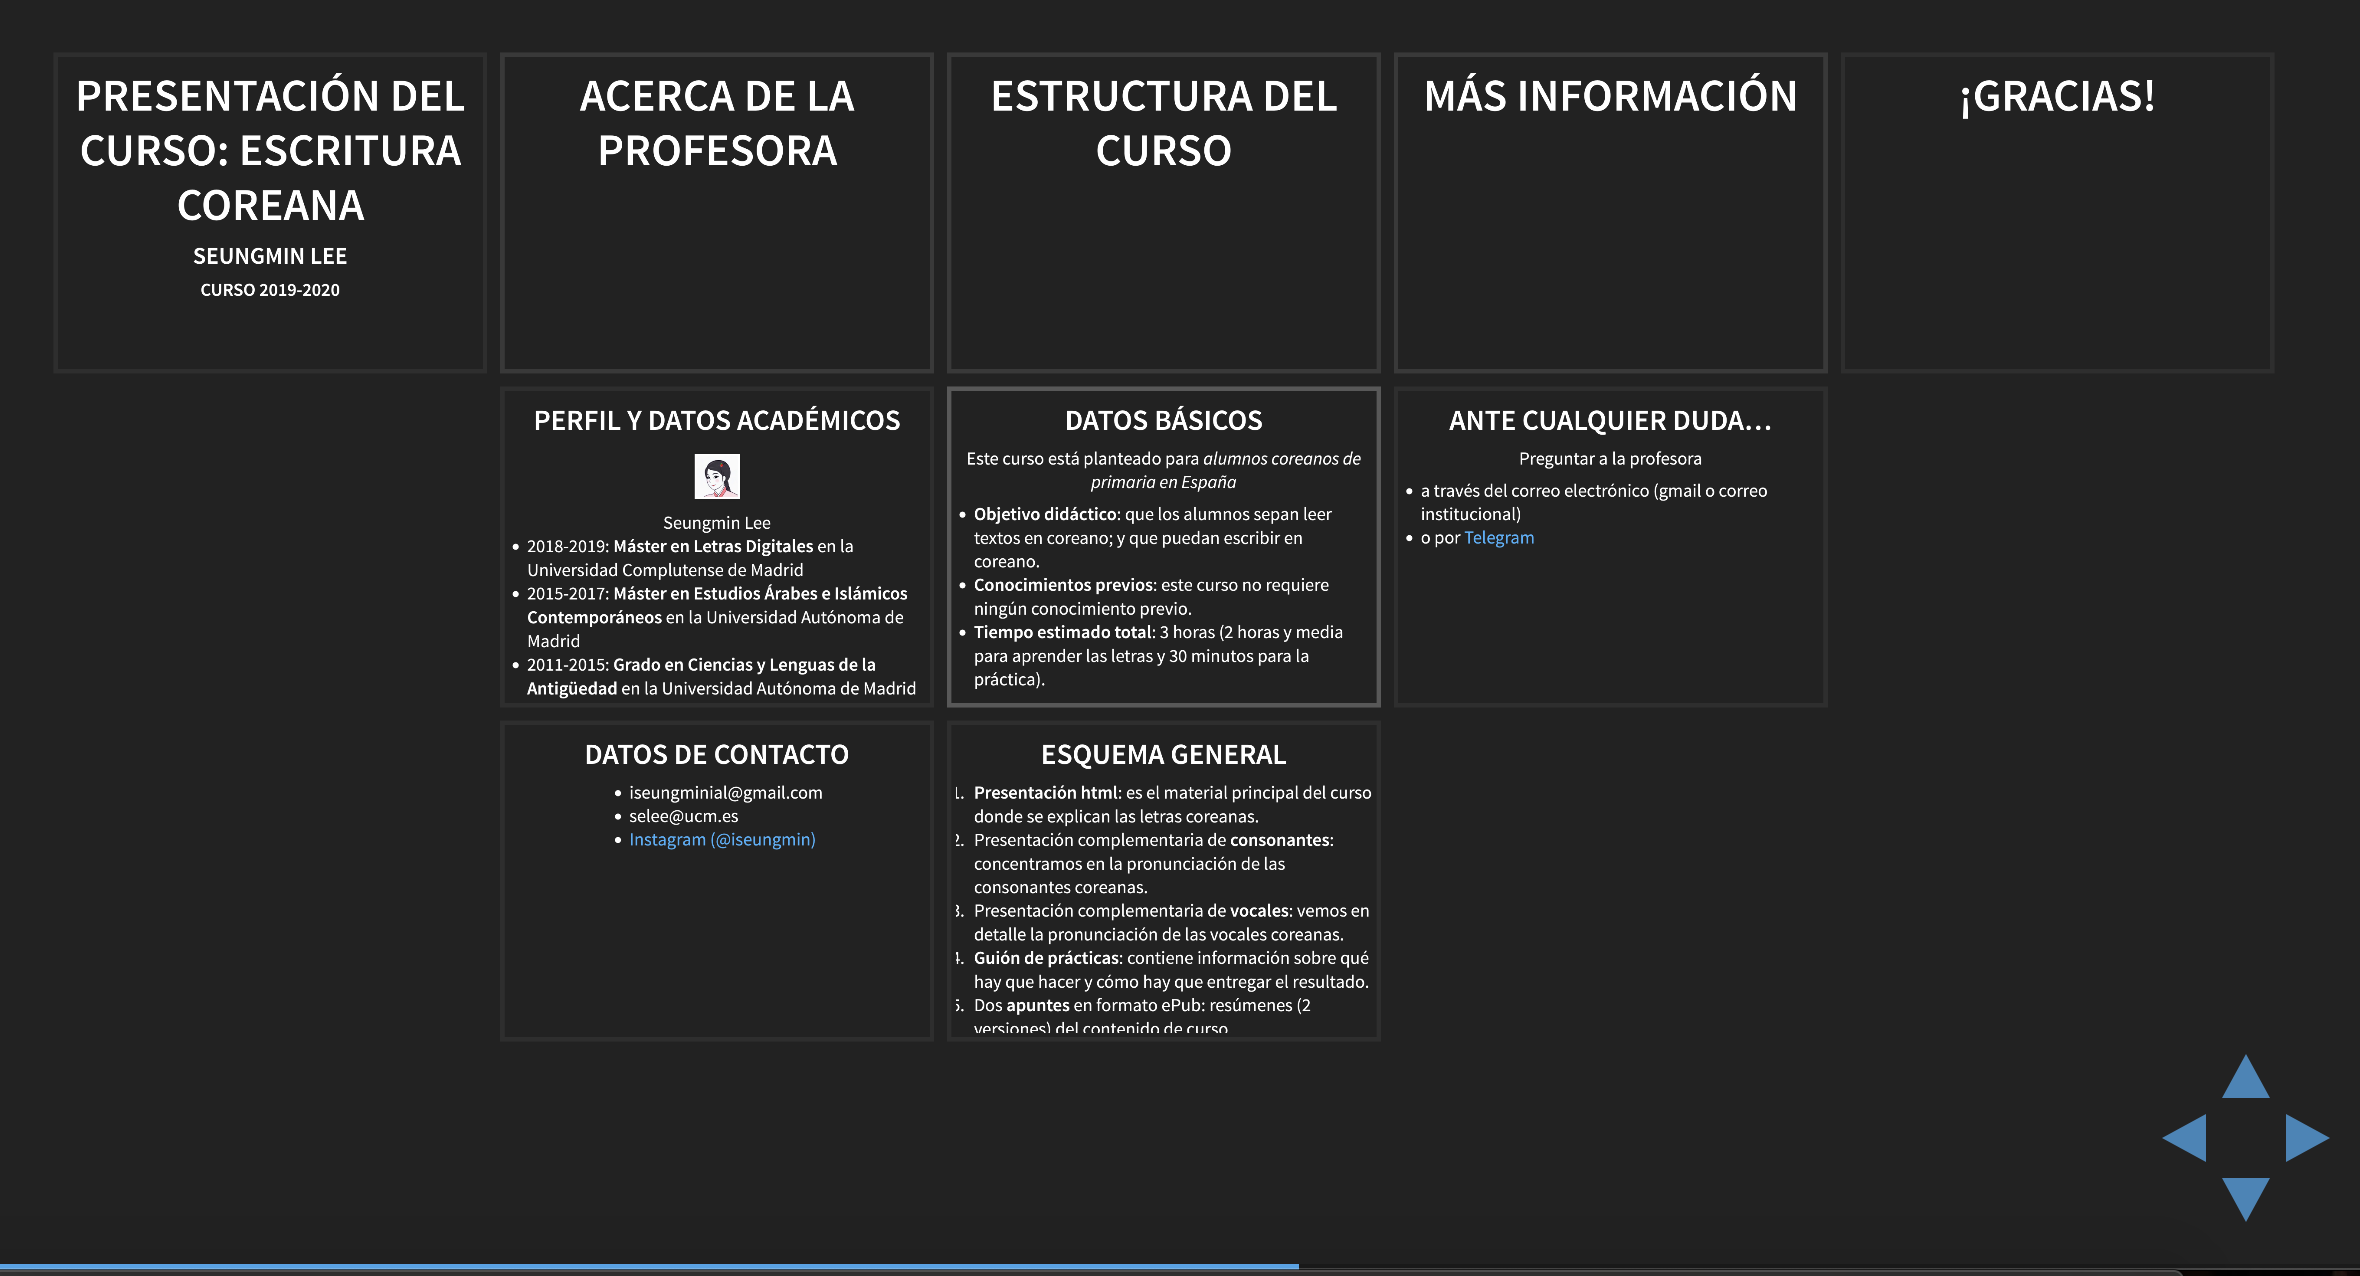 PRESENTACIÓN DEL
CURSO: ESCRITURA
COREANA
SEUNGMIN LEE
CURSO 2019-2020
ACERCA DE LA
PROFESORA
ESTRUCTURA DEL
CURSO
MÁS INFORMACIÓN
¡GRACIAS!
PERFIL Y DATOS ACADÉMICOS
Seungmin Lee
• 2018-2019: Máster en Letras Digitales en la
Universidad Complutense de Madrid
• 2015-2017: Máster en Estudios Árabes e Islámicos
Contemporáneos en la Universidad Autónoma de
Madrid
• 2011-2015: Grado en Ciencias y Lenguas de la
Antigüedad en la Universidad Autónoma de Madrid
DATOS BÁSICOS
Este curso está planteado para alumnos coreanos de
primaria en España
• Objetivo didáctico: que los alumnos sepan leer
textos en coreano; y que puedan escribir en
coreano.
• Conocimientos previos: este curso no requiere
ningún conocimiento previo.
• Tiempo estimado total: 3 horas (2 horas y media
para aprender las letras y 30 minutos para la
práctica).
ANTE CUALQUIER DUDA...
Preguntar a la profesora
• a través del correo electrónico (gmail o correo
institucional)
• o por Telegram
DATOS DE CONTACTO
• iseungminial@gmail.com
• selee@ucm.es
• Instagram (@iseungmin)
ESQUEMA GENERAL
1. Presentación html: es el material principal del curso
donde se explican las letras coreanas.
2. Presentación complementaria de consonantes:
concentramos en la pronunciación de las
consonantes coreanas.
3. Presentación complementaria de vocales: vemos en
detalle la pronunciación de las vocales coreanas.
4. Guión de prácticas: contiene información sobre qué
hay que hacer y cómo hay que entregar el resultado.
5. Dos apuntes en formato ePub: resúmenes (2
versiones) del contenido de curso